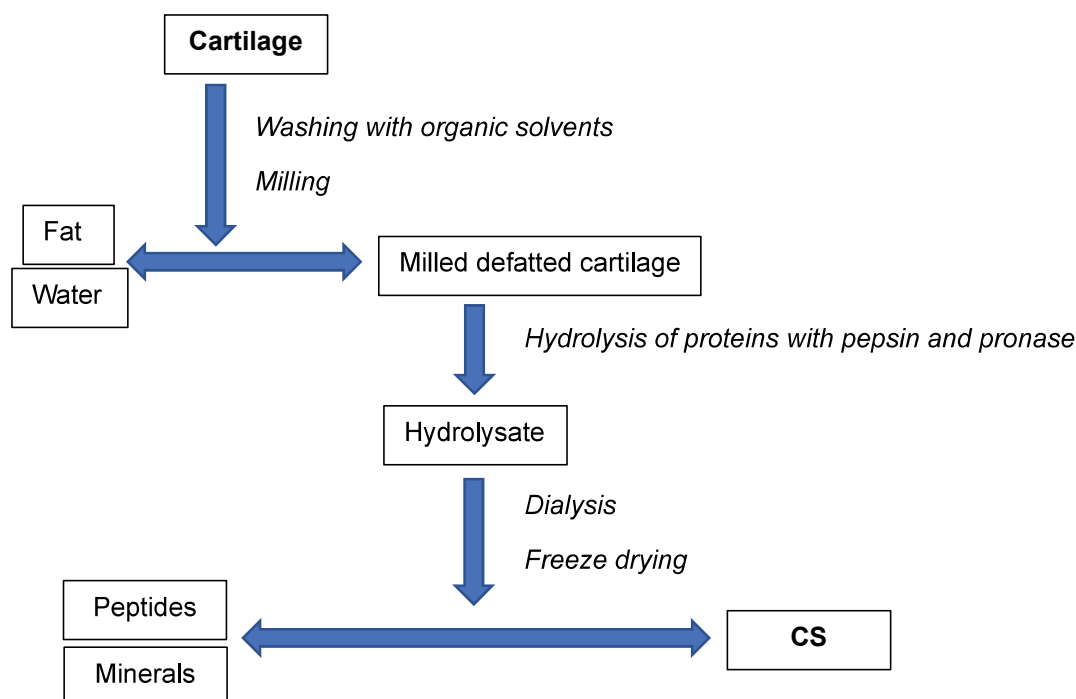 Cartilage
Washing with organic solvents
Milling
Fat
Water
Milled defatted cartilage
Hydrolysis of proteins with pepsin and pronase
Hydrolysate
Dialysis
Freeze drying
Peptides
Minerals
CS